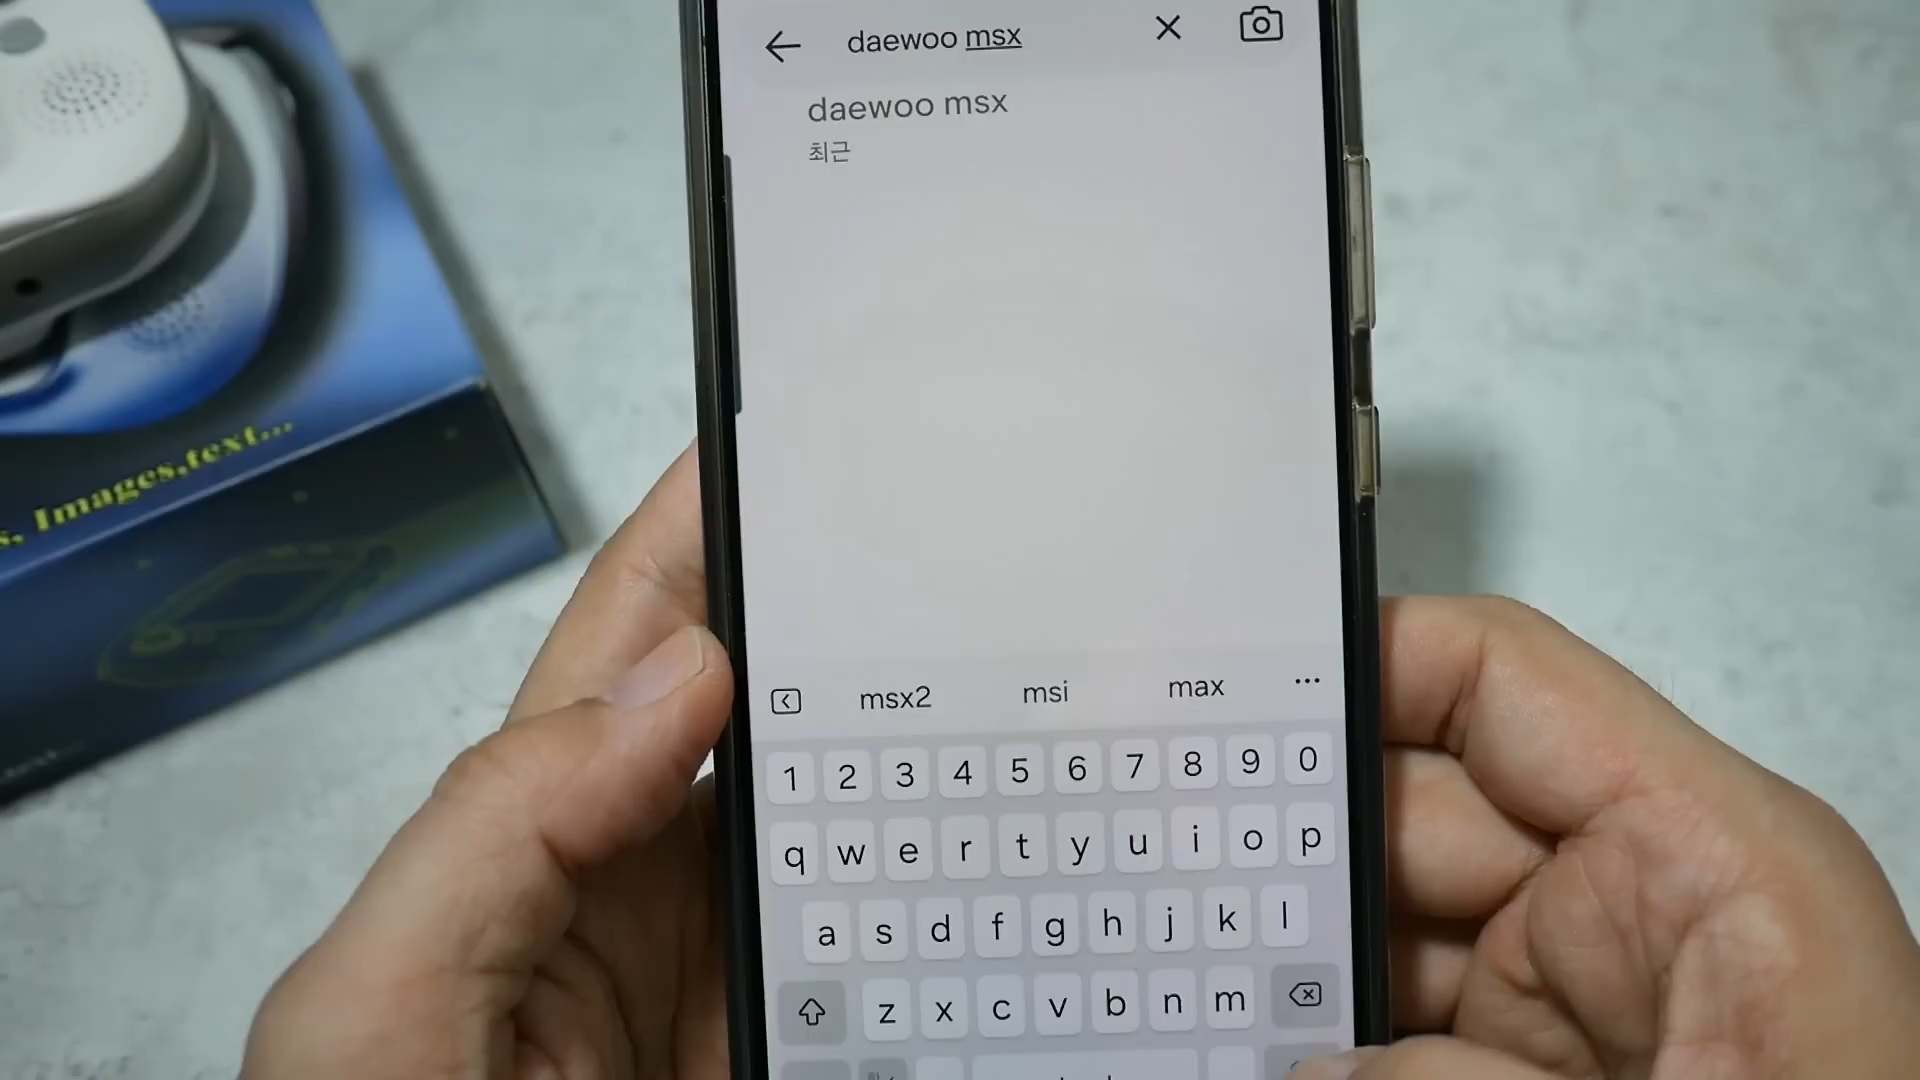 daewoo msx
daewoo msx
최근
msx2 msi max ...
1 2 3 4 5 6 7 8 9 0
q w e r t y u i o p
a s d f g h j k l
z x c v b n m
s, Images,text...